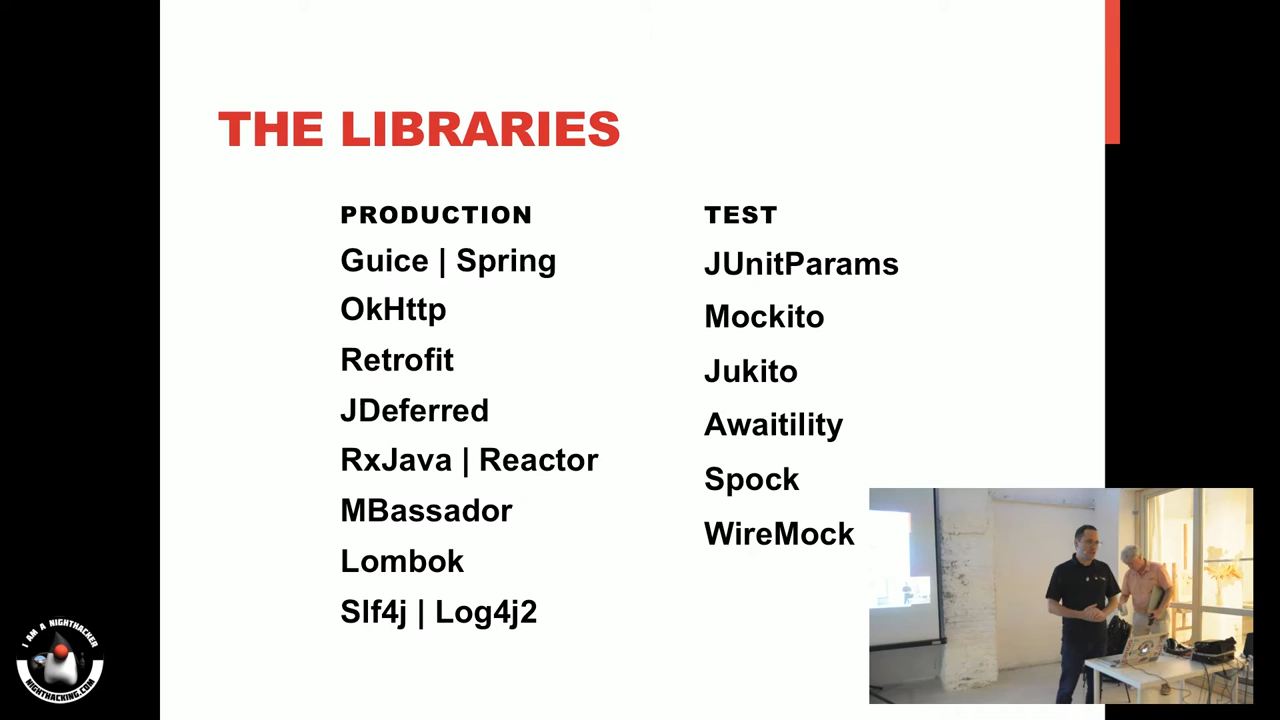 THE LIBRARIES
PRODUCTION
Guice | Spring
OkHttp
Retrofit
JDeferred
RxJava | Reactor
MBassador
Lombok
Slf4j | Log4j2
TEST
JUnitParams
Mockito
Jukito
Awaitility
Spock
WireMock
I AM A NIGHTHACKER
NIGHTHACKING.COM